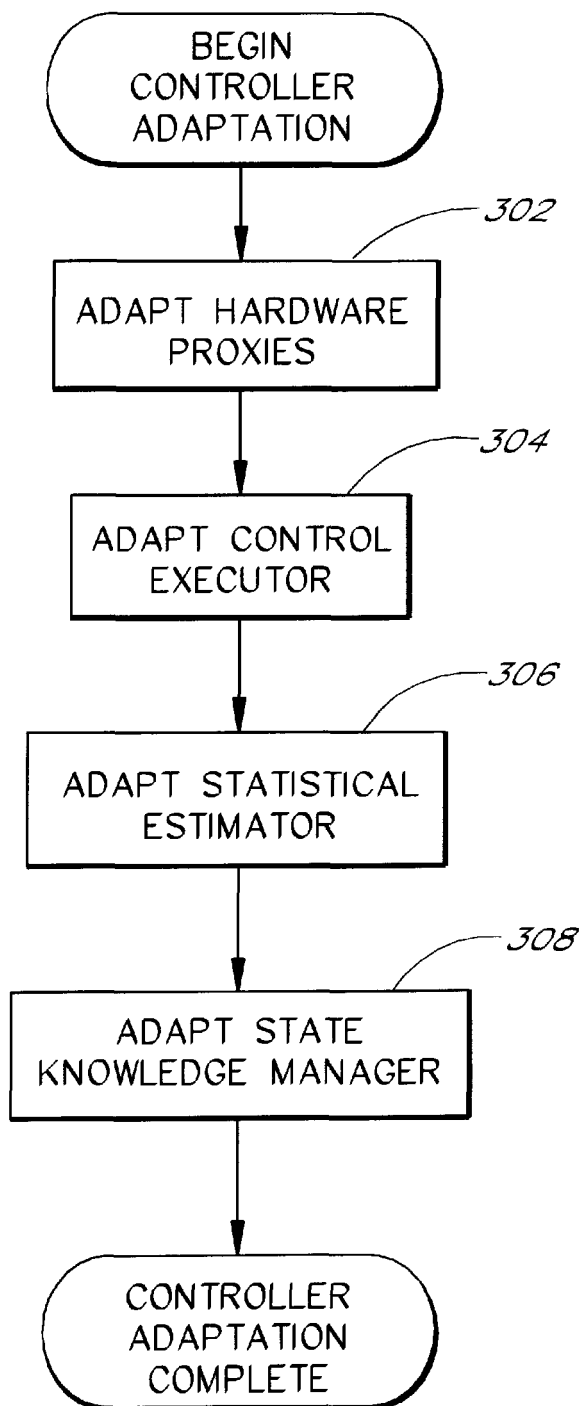 BEGIN
CONTROLLER
ADAPTATION
302
ADAPT HARDWARE
PROXIES
304
ADAPT CONTROL
EXECUTOR
306
ADAPT STATISTICAL
ESTIMATOR
308
ADAPT STATE
KNOWLEDGE MANAGER
CONTROLLER
ADAPTATION
COMPLETE